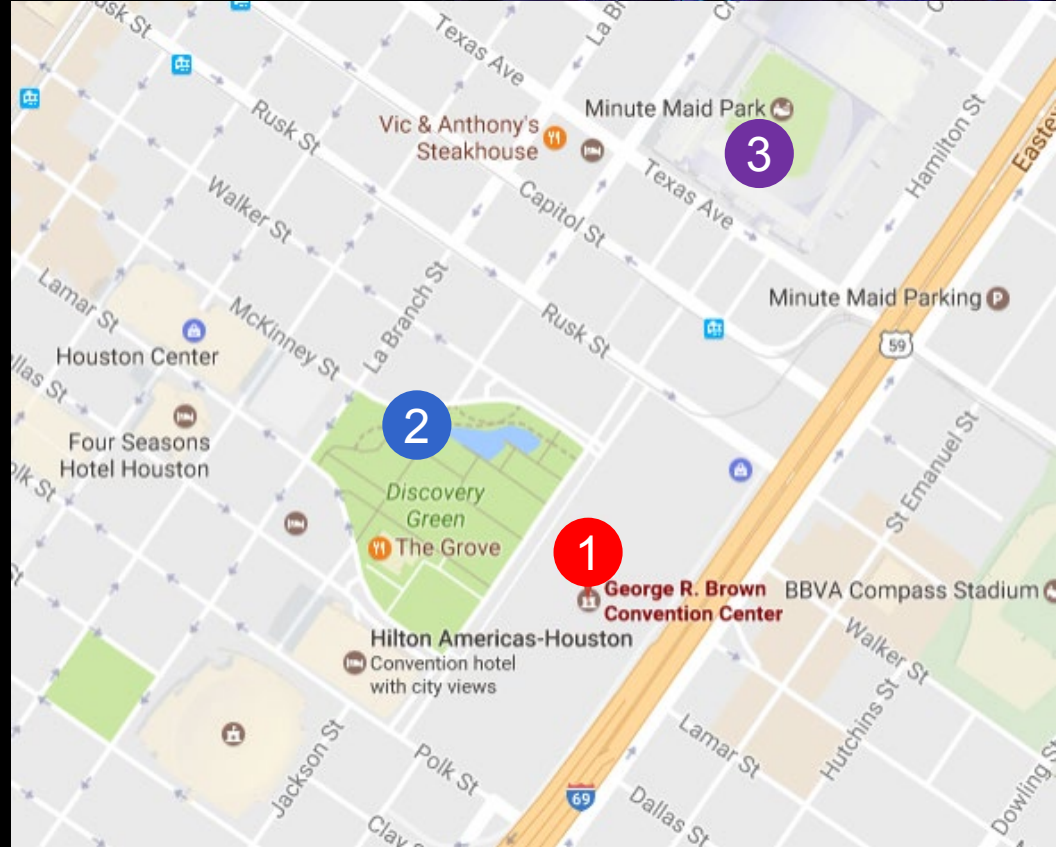 Texas Ave
Rusk St
Vic & Anthony's
Steakhouse
Minute Maid Park
3
Hamilton St
Texas Ave
Capitol St
Walker St
Lamar St
McKinney St
La Branch St
Rusk St
Minute Maid Parking
P
59
Houston Center
Four Seasons
Hotel Houston
2
Discovery
Green
The Grove
St Emanuel St
1
George R. Brown
Convention Center
BBVA Compass Stadium
Hilton Americas-Houston
Convention hotel
with city views
Walker St
Hutchins St
Lamar St
Jackson St
Polk St
69
Dallas St